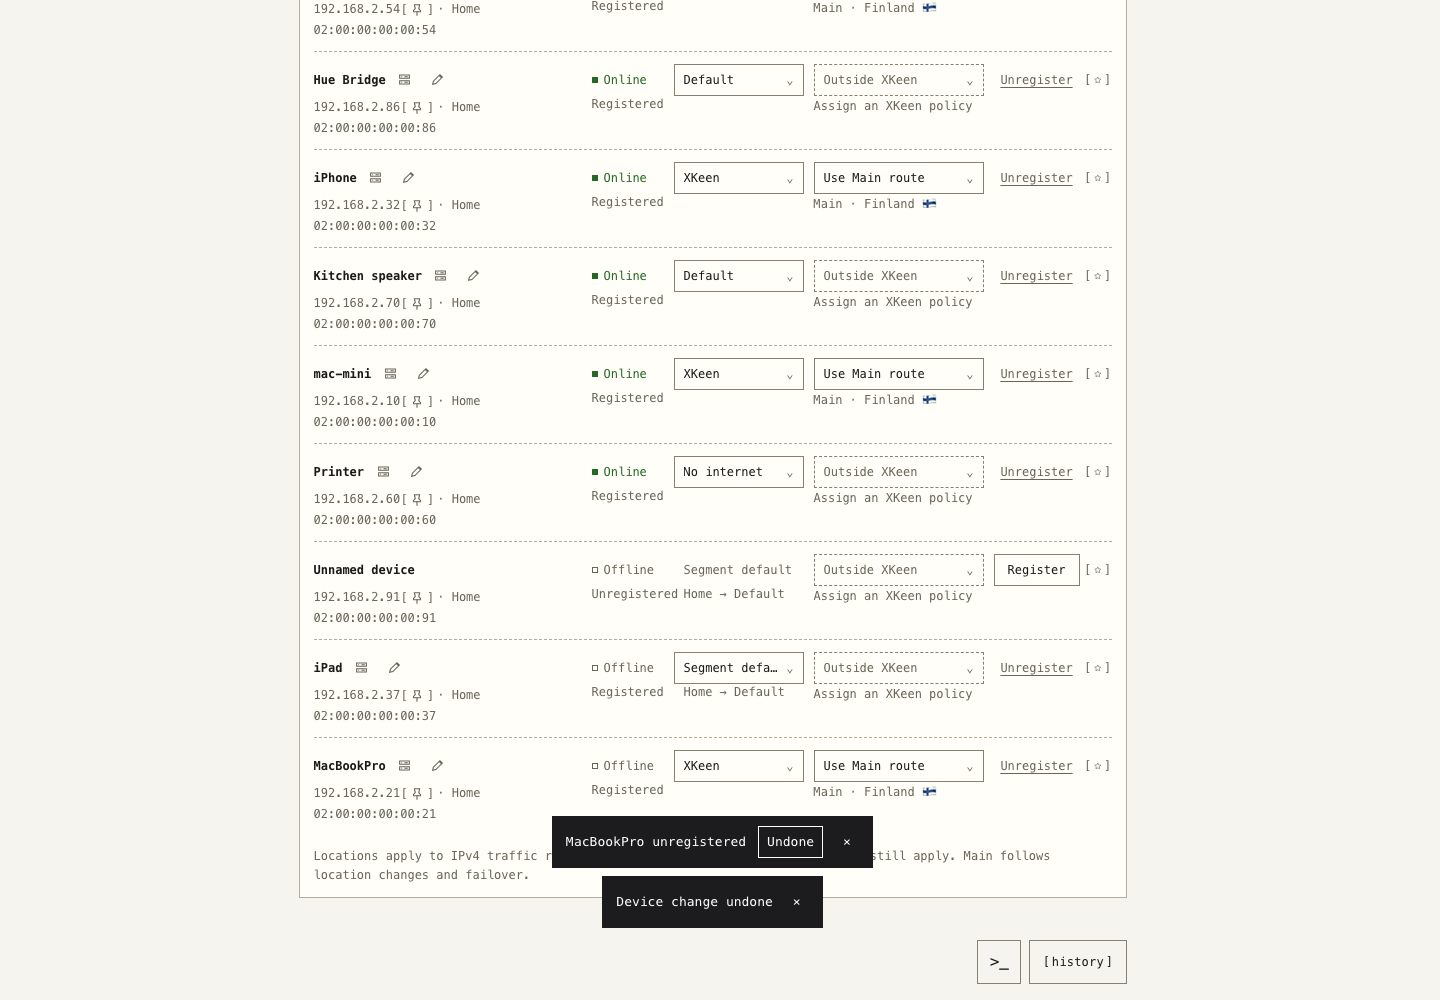 192.168.2.54[ ] · Home Registered Main · Finland
02:00:00:00:00:54
Hue Bridge Online Default Outside XKeen Unregister [☆]
192.168.2.86[ ] · Home Registered Assign an XKeen policy
02:00:00:00:00:86
iPhone Online XKeen Use Main route Unregister [☆]
192.168.2.32[ ] · Home Registered Main · Finland
02:00:00:00:00:32
Kitchen speaker Online Default Outside XKeen Unregister [☆]
192.168.2.70[ ] · Home Registered Assign an XKeen policy
02:00:00:00:00:70
mac-mini Online XKeen Use Main route Unregister [☆]
192.168.2.10[ ] · Home Registered Main · Finland
02:00:00:00:00:10
Printer Online No internet Outside XKeen Unregister [☆]
192.168.2.60[ ] · Home Registered Assign an XKeen policy
02:00:00:00:00:60
Unnamed device Offline Segment default Outside XKeen Register [☆]
192.168.2.91[ ] · Home Unregistered Home → Default Assign an XKeen policy
02:00:00:00:00:91
iPad Offline Segment defa… Outside XKeen Unregister [☆]
192.168.2.37[ ] · Home Registered Home → Default Assign an XKeen policy
02:00:00:00:00:37
MacBookPro Offline XKeen Use Main route Unregister [☆]
192.168.2.21[ ] · Home Registered Main · Finland
02:00:00:00:00:21
MacBookPro unregistered Undone ×
Locations apply to IPv4 traffic still apply. Main follows
location changes and failover.
Device change undone ×
>_ [history]